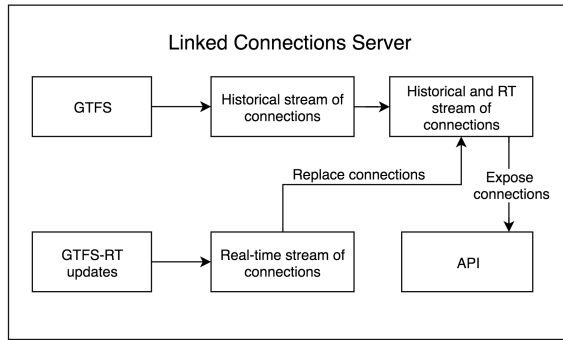 Linked Connections Server
GTFS
Historical stream of
connections
Historical and RT
stream of
connections
Replace connections
Expose
connections
GTFS-RT
updates
Real-time stream of
connections
API